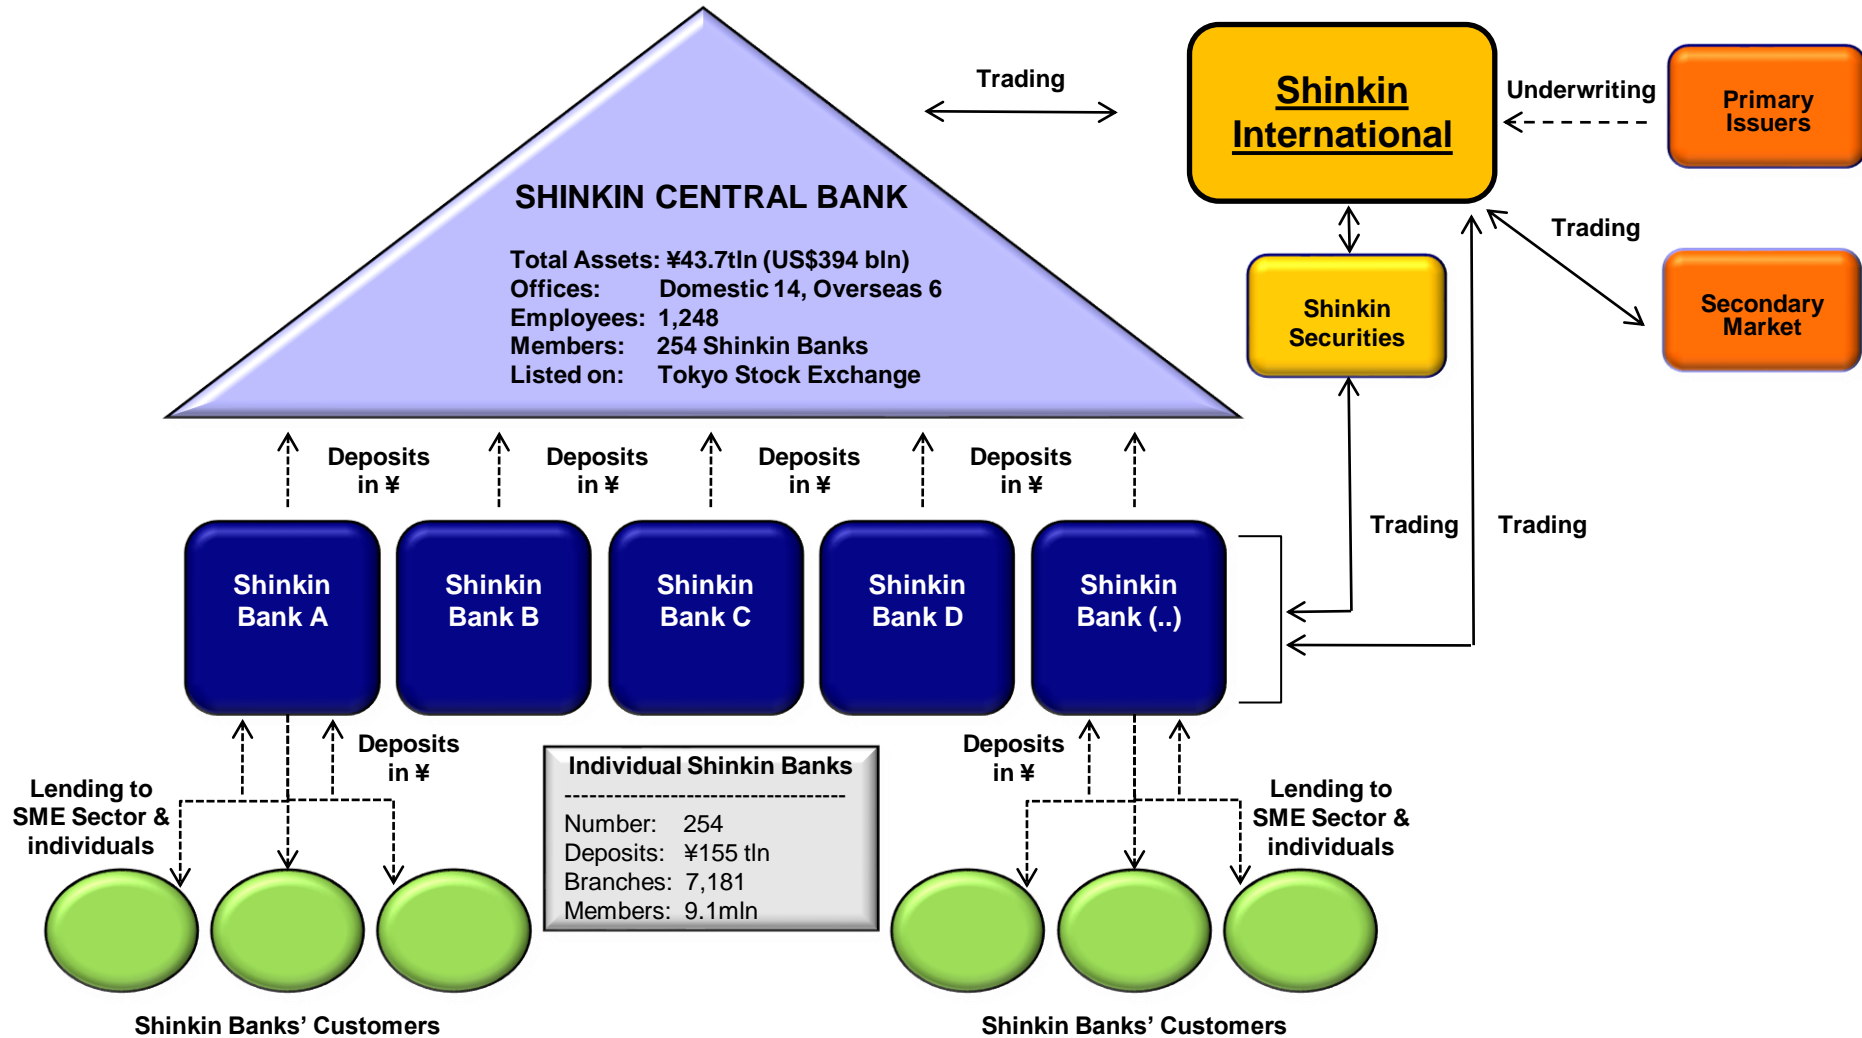 Trading
Shinkin
International
Underwriting
Primary
Issuers
SHINKIN CENTRAL BANK
Total Assets: ¥43.7tln (US$394 bln)
Offices: Domestic 14, Overseas 6
Employees: 1,248
Members: 254 Shinkin Banks
Listed on: Tokyo Stock Exchange
Trading
Shinkin
Securities
Secondary
Market
Deposits
in ¥
Deposits
in ¥
Deposits
in ¥
Deposits
in ¥
Trading
Trading
Shinkin
Bank A
Shinkin
Bank B
Shinkin
Bank C
Shinkin
Bank D
Shinkin
Bank (..)
Deposits
in ¥
Lending to
SME Sector &
individuals
Individual Shinkin Banks
-----------------------------------
Number: 254
Deposits: ¥155 tln
Branches: 7,181
Members: 9.1mln
Deposits
in ¥
Lending to
SME Sector &
individuals
Shinkin Banks’ Customers
Shinkin Banks’ Customers